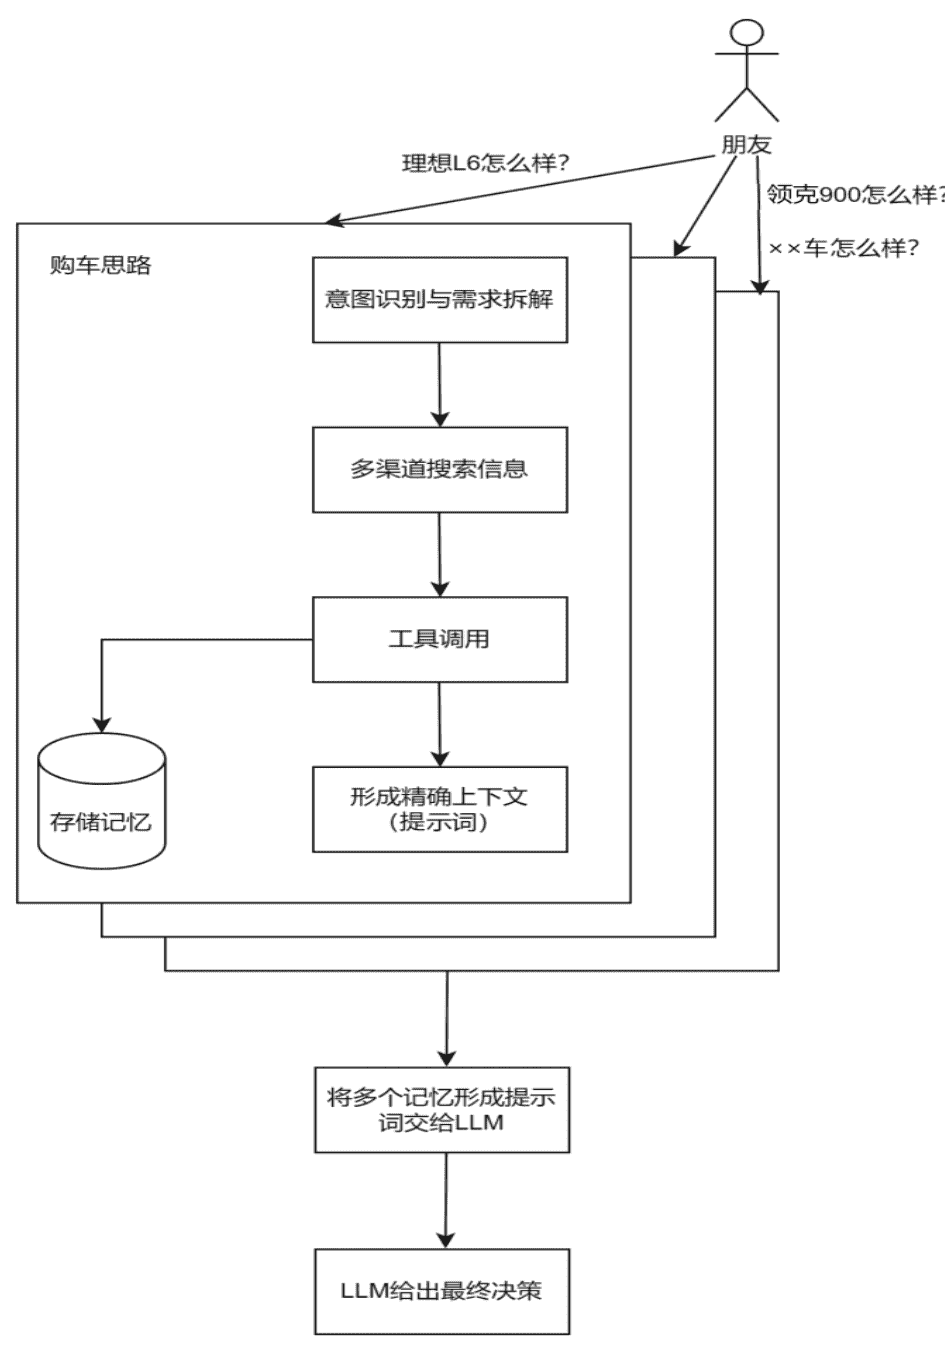 朋友
理想L6怎么样?
领克900怎么样?
××车怎么样?
购车思路
意图识别与需求拆解
多渠道搜索信息
工具调用
形成精确上下文
（提示词）
存储记忆
将多个记忆形成提示
词交给LLM
LLM给出最终决策